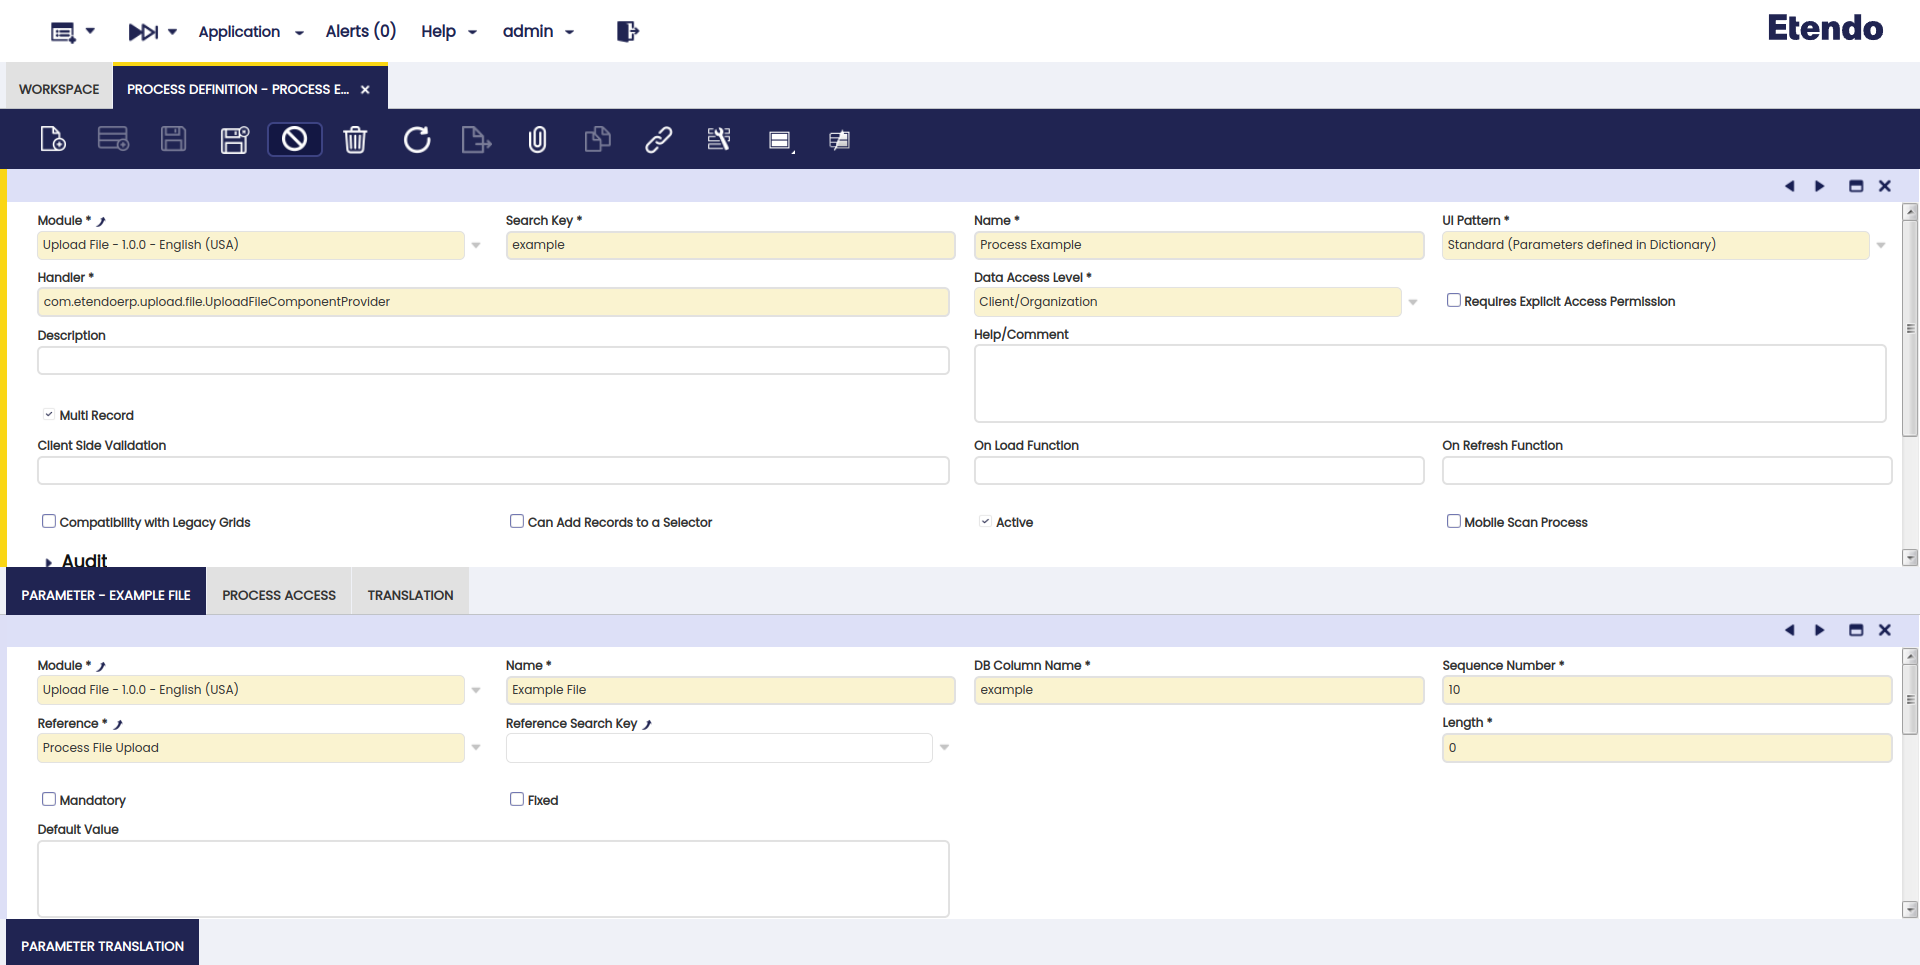 Application
Alerts (0)
Help
admin
Etendo
WORKSPACE
PROCESS DEFINITION - PROCESS E...
Module *
Search Key *
Name *
UI Pattern *
Upload File - 1.0.0 - English (USA)
example
Process Example
Standard (Parameters defined in Dictionary)
Handler *
Data Access Level *
com.etendoerp.upload.file.UploadFileComponentProvider
Client/Organization
Requires Explicit Access Permission
Description
Help/Comment
Multi Record
Client Side Validation
On Load Function
On Refresh Function
Compatibility with Legacy Grids
Can Add Records to a Selector
Active
Mobile Scan Process
Audit
PARAMETER - EXAMPLE FILE
PROCESS ACCESS
TRANSLATION
Module *
Name *
DB Column Name *
Sequence Number *
Upload File - 1.0.0 - English (USA)
Example File
example
10
Reference *
Reference Search Key
Length *
Process File Upload
0
Mandatory
Fixed
Default Value
PARAMETER TRANSLATION